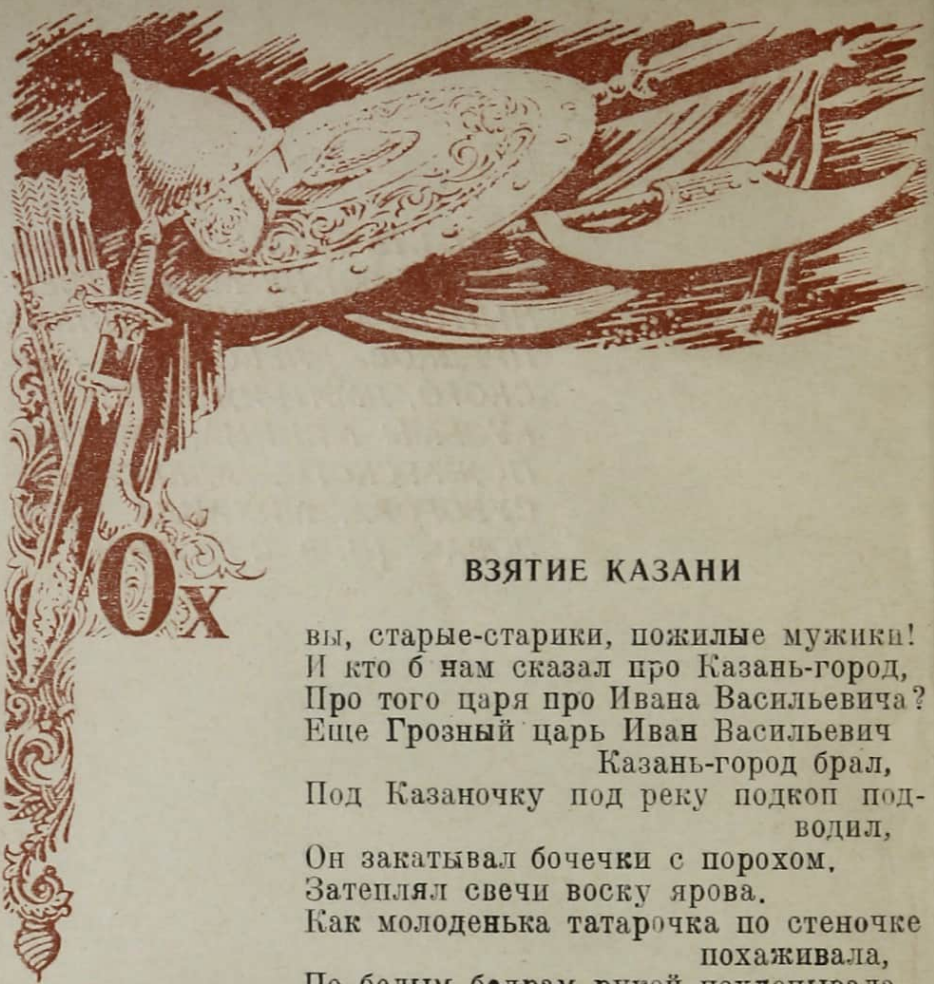 ВЗЯТИЕ КАЗАНИ
Ох
вы, старые-старики, пожилые мужики!
И кто б нам сказал про Казань-город,
Про того царя про Ивана Васильевича?
Еще Грозный царь Иван Васильевич
Казань-город брал,
Под Казаночку под реку подкоп под-
водил,
Он закатывал бочечки с порохом,
Затеплял свечи воску ярова.
Как молоденька татарочка по стеночке
похаживала,